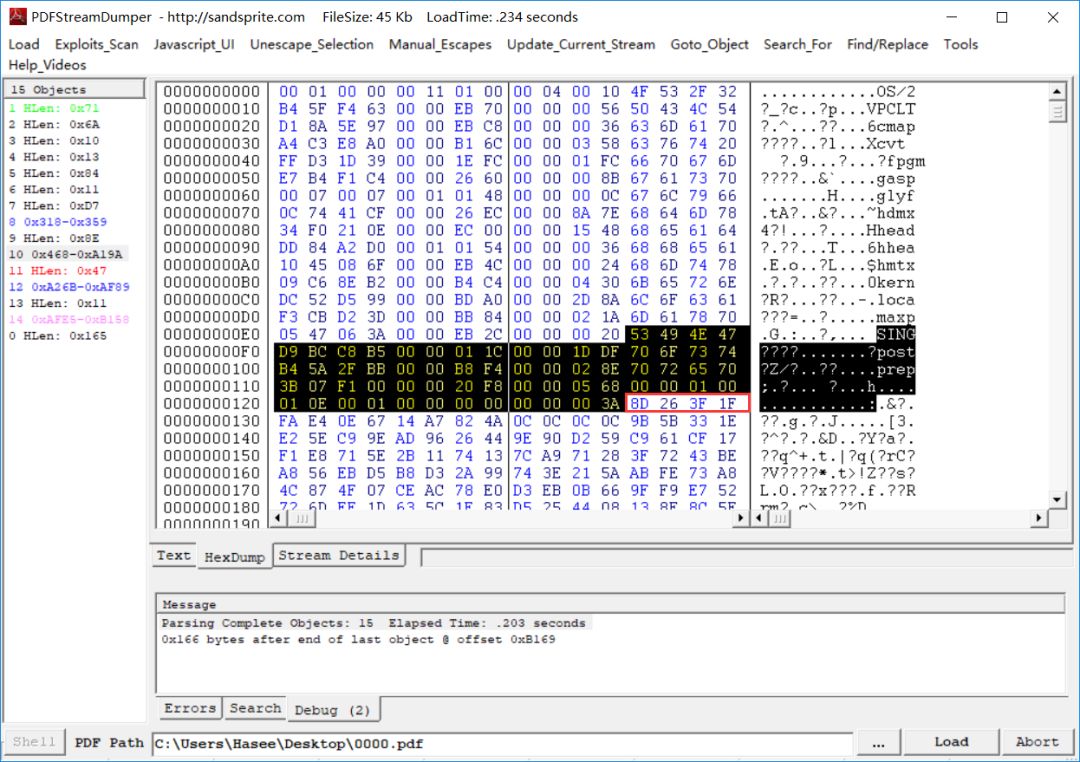 PDFStreamDumper - http://sandsprite.com FileSize: 45 Kb LoadTime: .234 seconds
Load Exploits_Scan Javascript_UI Unescape_Selection Manual_Escapes Update_Current_Stream Goto_Object Search_For Find/Replace Tools
Help_Videos
15 Objects
1 HLen: 0x71
2 HLen: 0x6A
3 HLen: 0x10
4 HLen: 0x13
5 HLen: 0x84
6 HLen: 0x11
7 HLen: 0xD7
8 0x318-0x359
9 HLen: 0x8E
10 0x468-0xA19A
11 HLen: 0x47
12 0xA26B-0xAF89
13 HLen: 0x11
14 0xAFE5-0xB158
0 HLen: 0x165
0000000000 00 01 00 00 00 11 01 00 00 04 00 10 4F 53 2F 32 ............OS/2
0000000010 B4 5F F4 63 00 00 EB 70 00 00 00 56 50 43 4C 54 ?_?c..?p...VPCLT
0000000020 D1 8A 5E 97 00 00 EB C8 00 00 00 36 63 6D 61 70 ?.^...??...6cmap
0000000030 A4 C3 E8 A0 00 00 B1 6C 00 00 03 58 63 76 74 20 ????..?l...Xcvt
0000000040 FF D3 1D 39 00 00 1E FC 00 00 01 FC 66 70 67 6D ?.9...?...?fpgm
0000000050 E7 B4 F1 C4 00 00 26 60 00 00 00 8B 67 61 73 70 ????..&`....gasp
0000000060 00 07 00 07 00 01 01 48 00 00 00 0C 67 6C 79 66 .......H....glyf
0000000070 0C 74 41 CF 00 00 26 EC 00 00 8A 7E 68 64 6D 78 .tA?..&?...~hdmx
0000000080 34 F0 21 0E 00 00 EC 00 00 00 15 48 68 65 61 64 4?!...?....Hhead
0000000090 DD 84 A2 D0 00 01 01 54 00 00 00 36 68 68 65 61 ?.??...T...6hhea
00000000A0 10 45 08 6F 00 00 EB 4C 00 00 00 24 68 6D 74 78 .E.o..?L...$hmtx
00000000B0 09 C6 8E B2 00 00 B4 C4 00 00 04 30 6B 65 72 6E .?.?..??...0kern
00000000C0 DC 52 D5 99 00 00 BD A0 00 00 2D 8A 6C 6F 63 61 ?R?...??..-.loca
00000000D0 F3 CB D2 3D 00 00 BB 84 00 00 02 1A 6D 61 78 70 ???=..?.....maxp
00000000E0 05 47 06 3A 00 00 EB 2C 00 00 00 20 53 49 4E 47 .G.:..?,... SING
00000000F0 D9 BC C8 B5 00 00 01 1C 00 00 1D DF 70 6F 73 74 ????.......?post
0000000100 B4 5A 2F BB 00 00 B8 F4 00 00 02 8E 70 72 65 70 ?Z/?..??....prep
0000000110 3B 07 F1 00 00 00 20 F8 00 00 05 68 00 00 01 00 ;.?... ?...h....
0000000120 01 0E 00 01 00 00 00 00 00 00 00 3A 8D 26 3F 1F ...........:.&?.
0000000130 FA E4 0E 67 14 A7 82 4A 0C 0C 0C 0C 9B 5B 33 1E ??.g.?.J.....[3.
0000000140 E2 5E C9 9E AD 96 26 44 9E 90 D2 59 C9 61 CF 17 ?^?.?.&D..?Y?a?.
0000000150 F1 E8 71 5E 2B 11 74 13 7C A9 71 28 3F 72 43 BE ??q^+.t.|?q(?rC?
0000000160 A8 56 EB D5 B8 D3 2A 99 74 3E 21 5A AB FE 73 A8 ?V????*.t>!Z??s?
0000000170 4C 87 4F 07 CE AC 78 E0 D3 EB 0B 66 9F F9 E7 52 L.O.??x???.f.??R
0000000180
0000000190
Text HexDump Stream Details
Message
Parsing Complete Objects: 15 Elapsed Time: .203 seconds
0x166 bytes after end of last object @ offset 0xB169
Errors Search Debug (2)
Shell PDF Path C:\Users\Hasee\Desktop\0000.pdf ... Load Abort